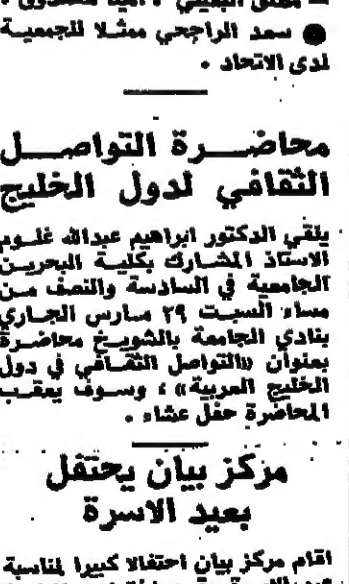 ● سعد الراجحي ممثلا للجمعية
لدى الاتحاد .
محاضرة التواصل
الثقافي لدول الخليج
يلقي الدكتور ابراهيم عبدالله غلوم
الاستاذ المشارك بكلية البحرين
الجامعية في السادسة والنصف من
مساء السبت ٢٩ مارس الجاري
بنادي الجامعة بالشويخ محاضرة
بعنوان «التواصل الثقافي في دول
الخليج العربية» ، وسوف يعقب
المحاضرة حفل عشاء .
مركز بيان يحتفل
بعيد الاسرة
اقام مركز بيان احتفالا كبيرا لمناسبة